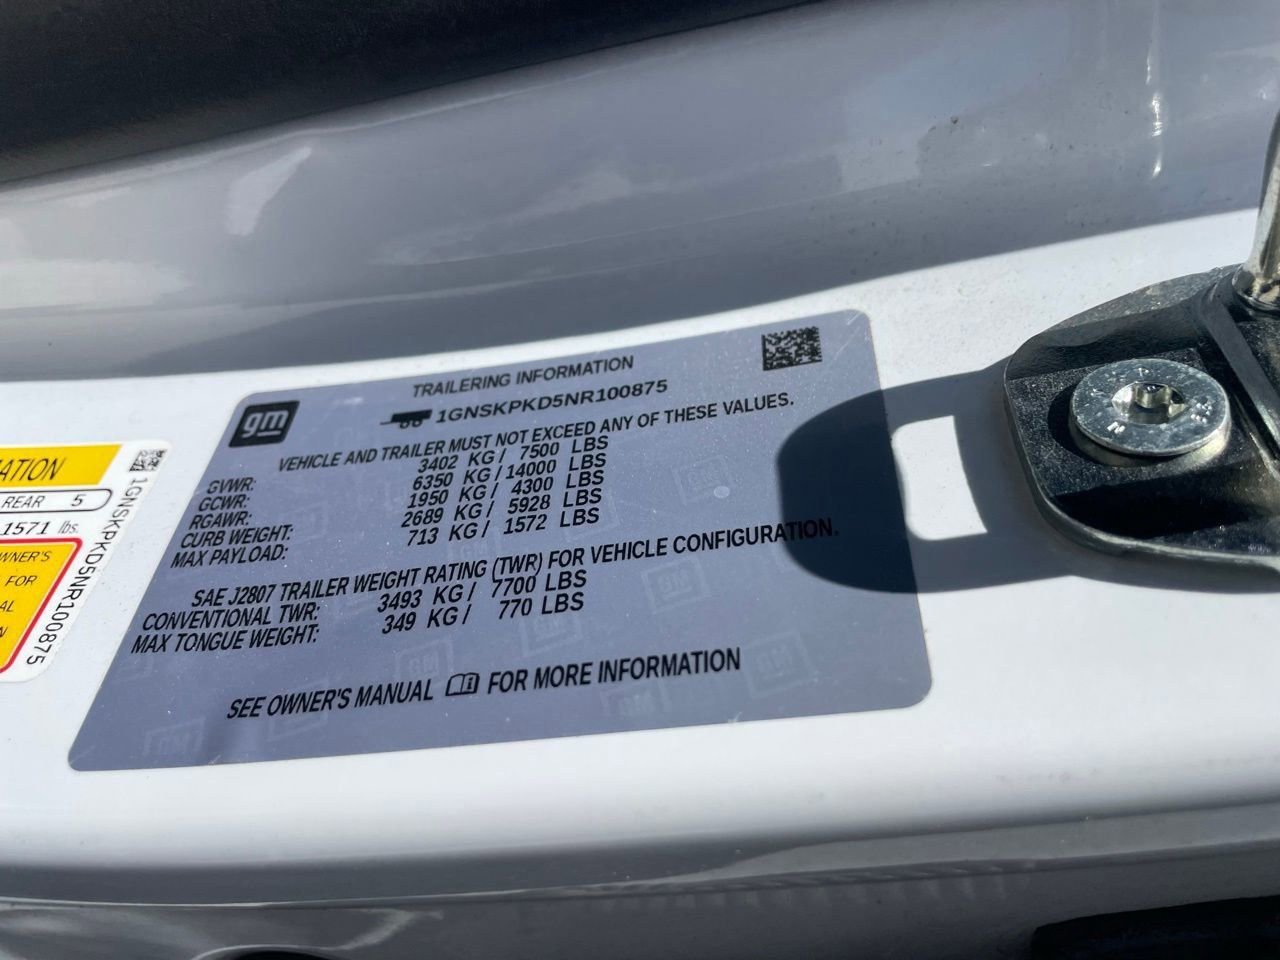 TRAILERING INFORMATION
gm
1GNSKPKD5NR100875
VEHICLE AND TRAILER MUST NOT EXCEED ANY OF THESE VALUES.
GVWR: 3402 KG / 7500 LBS
GCWR: 6350 KG / 14000 LBS
RGAWR: 1950 KG / 4300 LBS
CURB WEIGHT: 2689 KG / 5928 LBS
MAX PAYLOAD: 713 KG / 1572 LBS
SAE J2807 TRAILER WEIGHT RATING (TWR) FOR VEHICLE CONFIGURATION.
CONVENTIONAL TWR: 3493 KG / 7700 LBS
MAX TONGUE WEIGHT: 349 KG / 770 LBS
SEE OWNER'S MANUAL FOR MORE INFORMATION
REAR 5
1571 lbs.
FOR
1GNSKPKD5NR100875